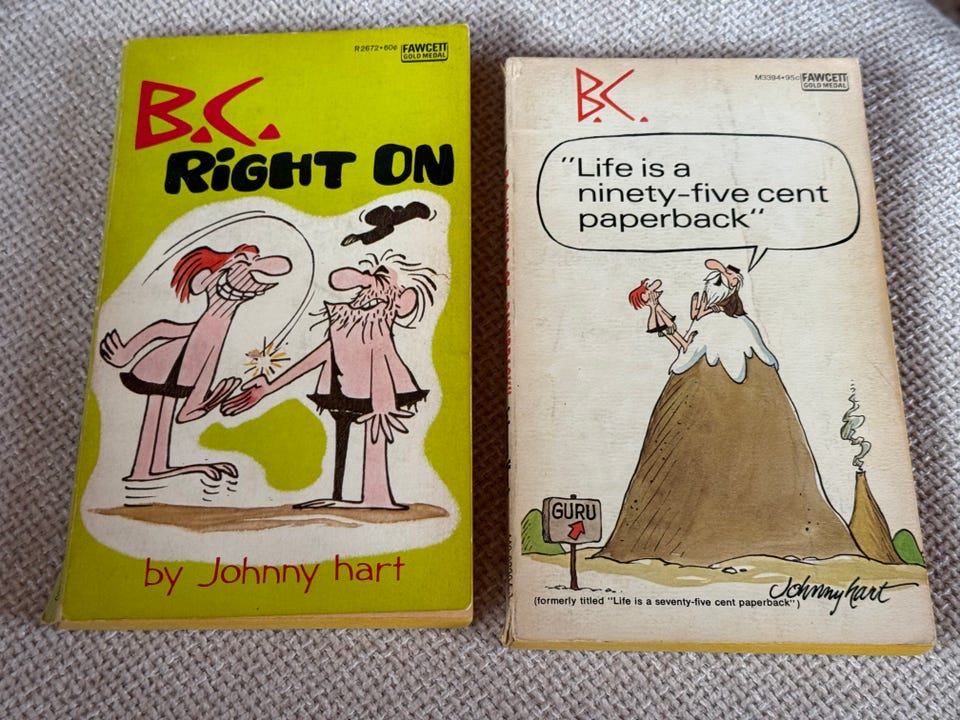 R2672•60¢ FAWCETT
GOLD MEDAL
B.C.
RiGHT ON
by Johnny hart
M3394•95¢ FAWCETT
GOLD MEDAL
B.C.
"Life is a
ninety-five cent
paperback"
GURU
Johnny hart
(formerly titled "Life is a seventy-five cent paperback")